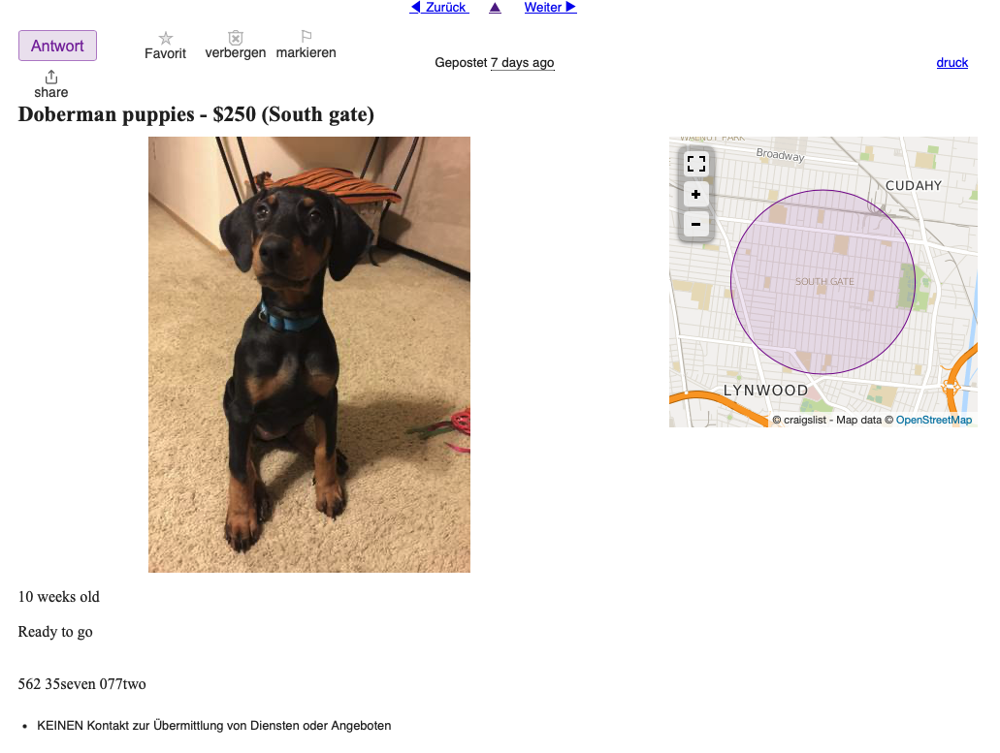 Zurück Weiter
Antwort
Favorit verbergen markieren
Gepostet 7 days ago druck
share
Doberman puppies - $250 (South gate)
WALNUT PARK
Broadway
CUDAHY
SOUTH GATE
LYNWOOD
© craigslist - Map data © OpenStreetMap
10 weeks old
Ready to go
562 35seven 077two
KEINEN Kontakt zur Übermittlung von Diensten oder Angeboten